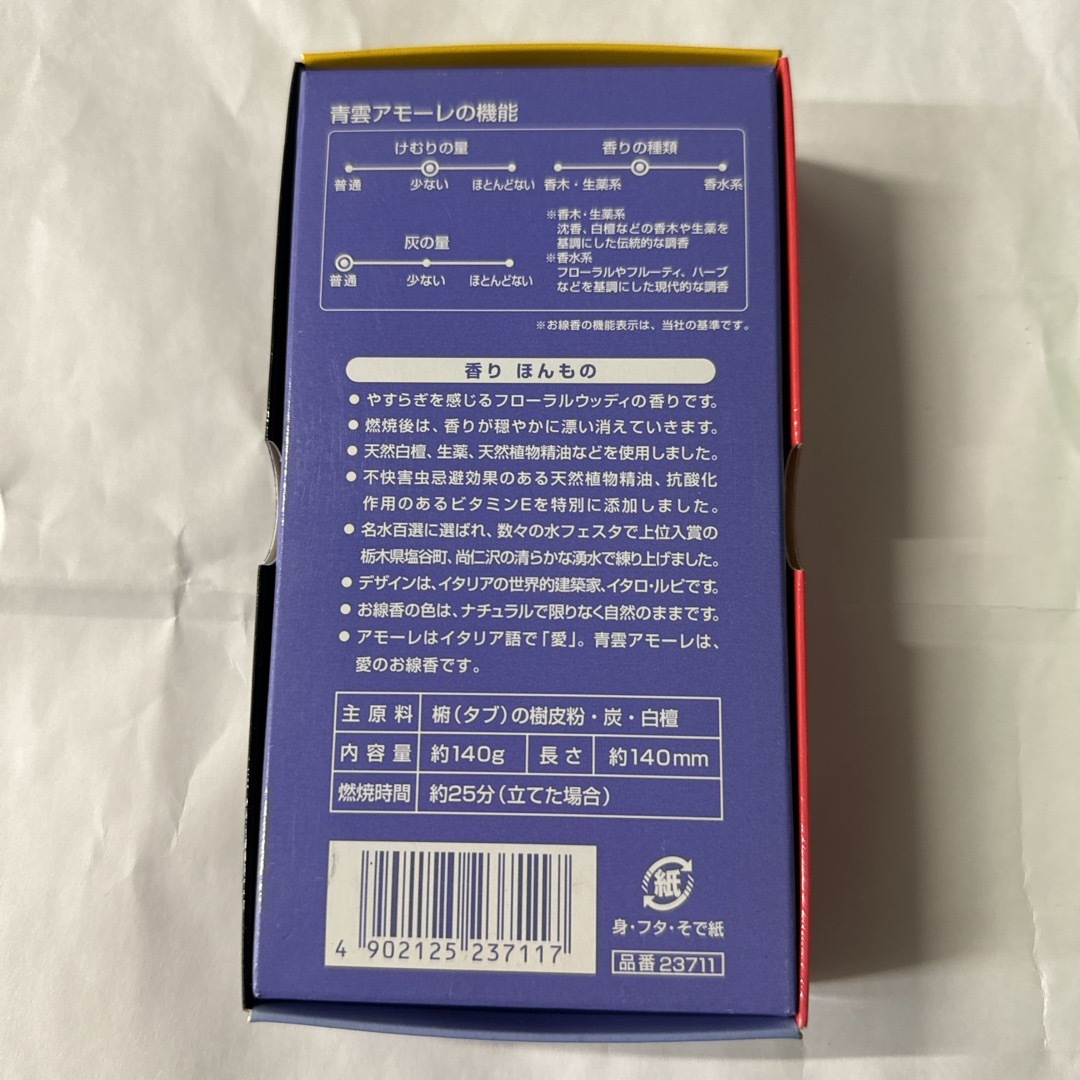 青雲アモーレの機能
けむりの量
普通 少ない ほとんどない
香りの種類
香木・生薬系 香水系
※香木・生薬系
沈香、白檀などの香木や生薬を
基調にした伝統的な調香
※香水系
フローラルやフルーティ、ハーブ
などを基調にした現代的な調香
灰の量
普通 少ない ほとんどない
※お線香の機能表示は、当社の基準です。
香り ほんもの
● やすらぎを感じるフローラルウッディの香りです。
● 燃焼後は、香りが穏やかに漂い消えていきます。
● 天然白檀、生薬、天然植物精油などを使用しました。
● 不快害虫忌避効果のある天然植物精油、抗酸化
作用のあるビタミンEを特別に添加しました。
● 名水百選に選ばれ、数々の水フェスタで上位入賞の
栃木県塩谷町、尚仁沢の清らかな湧水で練り上げました。
● デザインは、イタリアの世界的建築家、イタロ・ルピです。
● お線香の色は、ナチュラルで限りなく自然のままです。
● アモーレはイタリア語で「愛」。青雲アモーレは、
愛のお線香です。
主原料 椨(タブ)の樹皮粉・炭・白檀
内容量 約140g 長さ 約140mm
燃焼時間 約25分(立てた場合)
4 902125 237117
紙
身・フタ・そで紙
品番23711